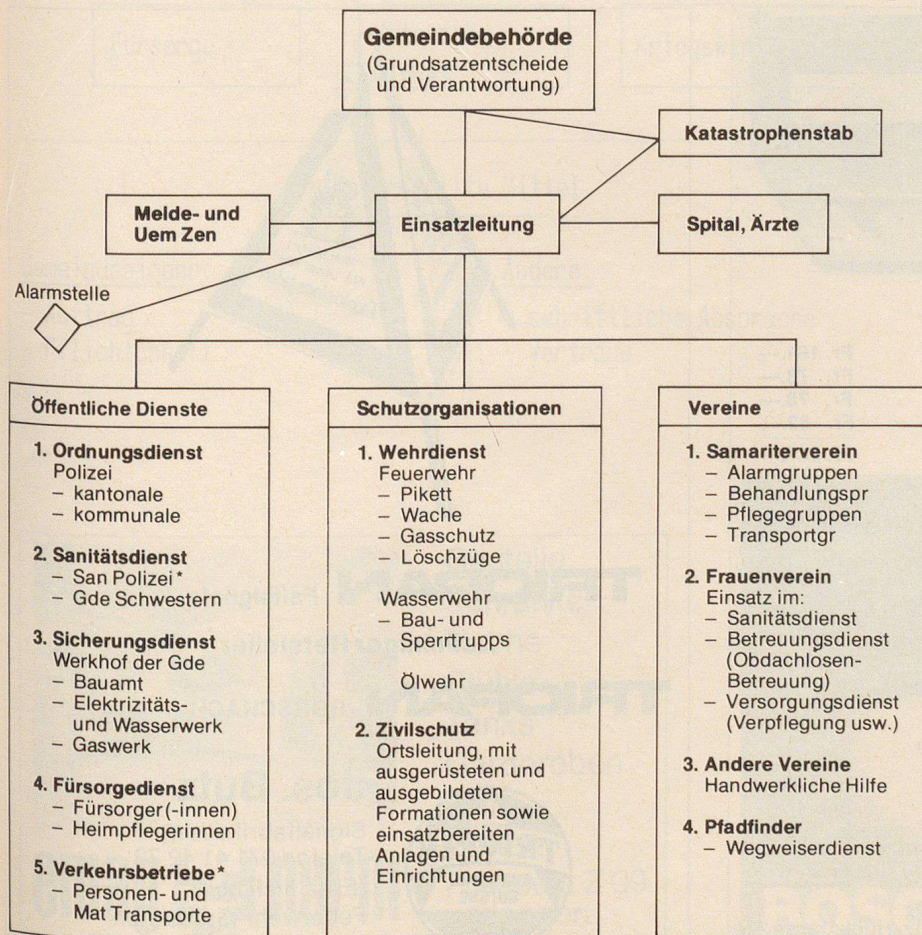 Gemeindebehörde
(Grundsatzentscheide
und Verantwortung)
Katastrophenstab
Melde- und
Uem Zen
Einsatzleitung
Spital, Ärzte
Alarmstelle
Öffentliche Dienste
1. Ordnungsdienst
Polizei
– kantonale
– kommunale
2. Sanitätsdienst
– San Polizei*
– Gde Schwestern
3. Sicherungsdienst
Werkhof der Gde
– Bauamt
– Elektrizitäts-
und Wasserwerk
– Gaswerk
4. Fürsorgedienst
– Fürsorger(-innen)
– Heimpflegerinnen
5. Verkehrsbetriebe*
– Personen- und
Mat Transporte
Schutzorganisationen
1. Wehrdienst
Feuerwehr
– Pikett
– Wache
– Gasschutz
– Löschzüge
Wasserwehr
– Bau- und
Sperrtrupps
Ölwehr
2. Zivilschutz
Ortsleitung, mit
ausgerüsteten und
ausgebildeten
Formationen sowie
einsatzbereiten
Anlagen und
Einrichtungen
Vereine
1. Samariterverein
– Alarmgruppen
– Behandlungspr
– Pflegegruppen
– Transportgr
2. Frauenverein
Einsatz im:
– Sanitätsdienst
– Betreuungsdienst
(Obdachlosen-
Betreuung)
– Versorgungsdienst
(Verpflegung usw.)
3. Andere Vereine
Handwerkliche Hilfe
4. Pfadfinder
– Wegweiserdienst